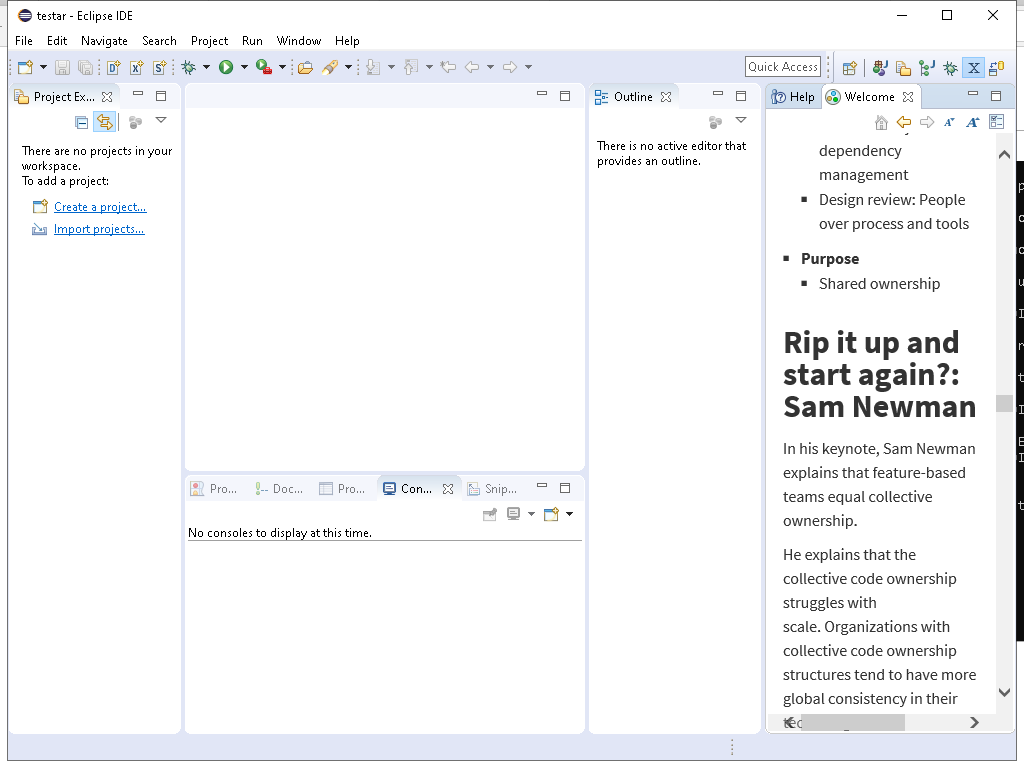 testar - Eclipse IDE
File Edit Navigate Search Project Run Window Help
Quick Access
Project Ex...
There are no projects in your
workspace.
To add a project:
Create a project...
Import projects...
Pro... Doc... Pro... Con... Snip...
No consoles to display at this time.
Outline
There is no active editor that
provides an outline.
Help Welcome
dependency
management
▪ Design review: People
over process and tools
▪ Purpose
▪ Shared ownership
Rip it up and
start again?:
Sam Newman
In his keynote, Sam Newman
explains that feature-based
teams equal collective
ownership.
He explains that the
collective code ownership
struggles with
scale. Organizations with
collective code ownership
structures tend to have more
global consistency in their